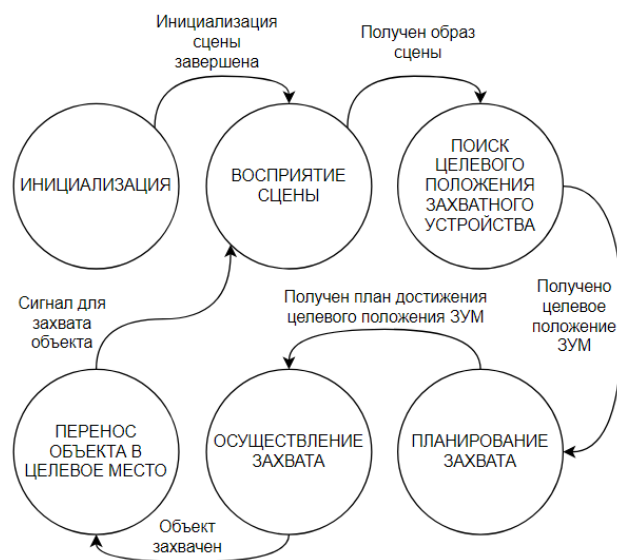 Инициализация
сцены
завершена
Получен образ
сцены
ИНИЦИАЛИЗАЦИЯ
ВОСПРИЯТИЕ
СЦЕНЫ
ПОИСК
ЦЕЛЕВОГО
ПОЛОЖЕНИЯ
ЗАХВАТНОГО
УСТРОЙСТВА
Сигнал для
захвата
объекта
Получен план достижения
целевого положения ЗУМ
Получено
целевое
положение
ЗУМ
ПЕРЕНОС
ОБЪЕКТА В
ЦЕЛЕВОЕ МЕСТО
ОСУЩЕСТВЛЕНИЕ
ЗАХВАТА
ПЛАНИРОВАНИЕ
ЗАХВАТА
Объект
захвачен